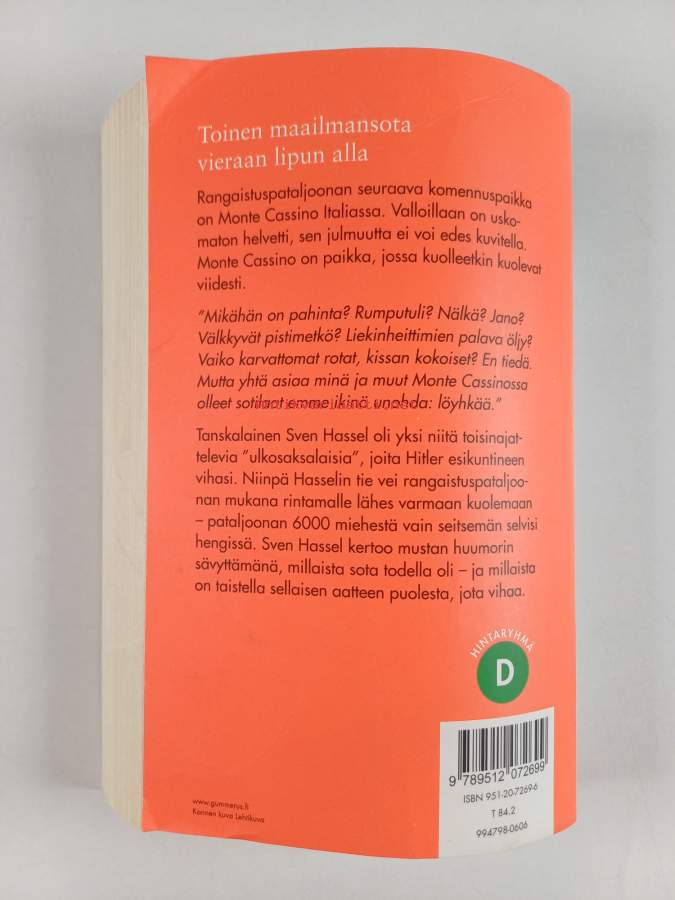 Toinen maailmansota
vieraan lipun alla
Rangaistuspataljoonan seuraava komennuspaikka
on Monte Cassino Italiassa. Valloillaan on usko-
maton helvetti, sen julmuutta ei voi edes kuvitella.
Monte Cassino on paikka, jossa kuolleetkin kuolevat
viidesti.
"Mikähän on pahinta? Rumputuli? Nälkä? Jano?
Välkkyvät pistimetkö? Liekinheittimien palava öljy?
Vaiko karvattomat rotat, kissan kokoiset? En tiedä.
Mutta yhtä asiaa minä ja muut Monte Cassinossa
olleet sotilaat emme ikinä unohda: löyhkää."
Tanskalainen Sven Hassel oli yksi niitä toisinajat-
televia "ulkosaksalaisia", joita Hitler esikuntineen
vihasi. Niinpä Hasselin tie vei rangaistuspataljoo-
nan mukana rintamalle lähes varmaan kuolemaan
– pataljoonan 6000 miehestä vain seitsemän selvisi
hengissä. Sven Hassel kertoo mustan huumorin
sävyttämänä, millaista sota todella oli – ja millaista
on taistella sellaisen aatteen puolesta, jota vihaa.
HINTARYHMÄ
D
9 789512 072699
ISBN 951-20-7269-6
T 84.2
994798-0606
www.gummerus.fi
Kannen kuva Lehtikuva